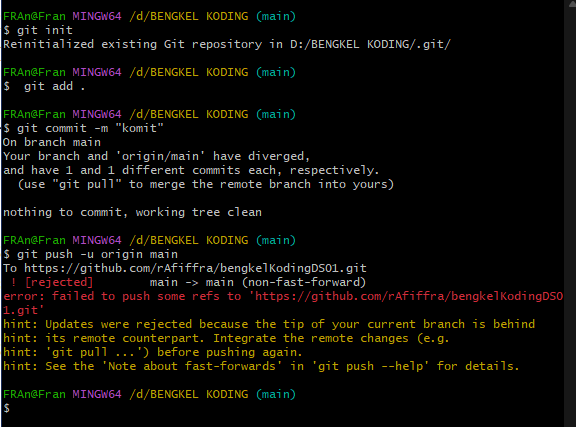 FRAn@Fran MINGW64 /d/BENGKEL KODING (main)
$ git init
Reinitialized existing Git repository in D:/BENGKEL KODING/.git/
FRAn@Fran MINGW64 /d/BENGKEL KODING (main)
$  git add .
FRAn@Fran MINGW64 /d/BENGKEL KODING (main)
$ git commit -m "komit"
On branch main
Your branch and 'origin/main' have diverged,
and have 1 and 1 different commits each, respectively.
  (use "git pull" to merge the remote branch into yours)
nothing to commit, working tree clean
FRAn@Fran MINGW64 /d/BENGKEL KODING (main)
$ git push -u origin main
To https://github.com/rAfiffra/bengkelKodingDS01.git
 ! [rejected]        main -> main (non-fast-forward)
error: failed to push some refs to 'https://github.com/rAfiffra/bengkelKodingDS0
1.git'
hint: Updates were rejected because the tip of your current branch is behind
hint: its remote counterpart. Integrate the remote changes (e.g.
hint: 'git pull ...') before pushing again.
hint: See the 'Note about fast-forwards' in 'git push --help' for details.
FRAn@Fran MINGW64 /d/BENGKEL KODING (main)
$